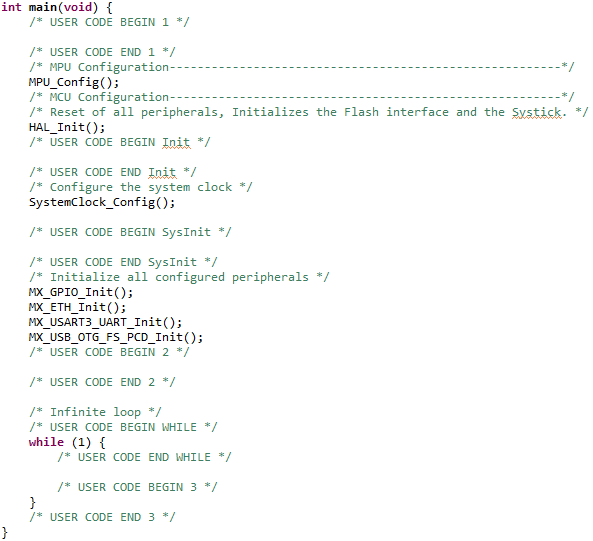 int main(void) {
    /* USER CODE BEGIN 1 */

    /* USER CODE END 1 */
    /* MPU Configuration--------------------------------------------------------*/
    MPU_Config();
    /* MCU Configuration--------------------------------------------------------*/
    /* Reset of all peripherals, Initializes the Flash interface and the Systick. */
    HAL_Init();
    /* USER CODE BEGIN Init */

    /* USER CODE END Init */
    /* Configure the system clock */
    SystemClock_Config();

    /* USER CODE BEGIN SysInit */

    /* USER CODE END SysInit */
    /* Initialize all configured peripherals */
    MX_GPIO_Init();
    MX_ETH_Init();
    MX_USART3_UART_Init();
    MX_USB_OTG_FS_PCD_Init();
    /* USER CODE BEGIN 2 */

    /* USER CODE END 2 */

    /* Infinite loop */
    /* USER CODE BEGIN WHILE */
    while (1) {
        /* USER CODE END WHILE */

        /* USER CODE BEGIN 3 */
    }
    /* USER CODE END 3 */
}